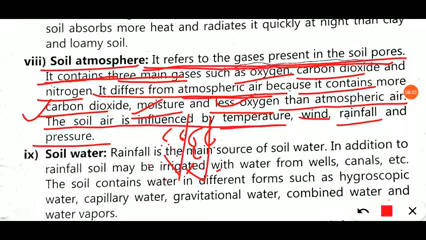 soil absorbs more heat and radiates it quickly at night than clay
and loamy soil.
viii) Soil atmosphere: It refers to the gases present in the soil pores.
It contains three main gases such as oxygen, carbon dioxide and
nitrogen. It differs from atmospheric air because it contains more
carbon dioxide, moisture and less oxygen than atmospheric air.
The soil air is influenced by temperature, wind, rainfall and
pressure.
ix) Soil water: Rainfall is the main source of soil water. In addition to
rainfall soil may be irrigated with water from wells, canals, etc.
The soil contains water in different forms such as hygroscopic
water, capillary water, gravitational water, combined water and
water vapors.